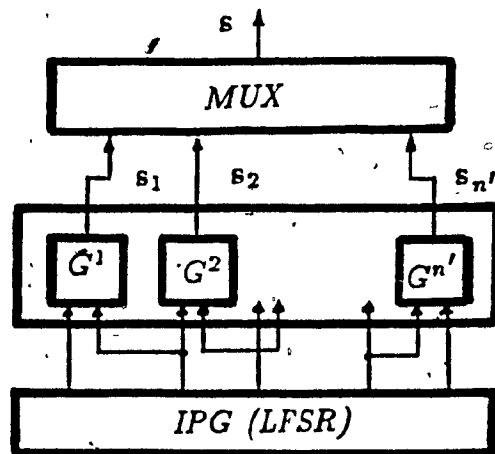 s
MUX
s₁ s₂ sₙ'
G¹ G² Gⁿ'
IPG (LFSR)